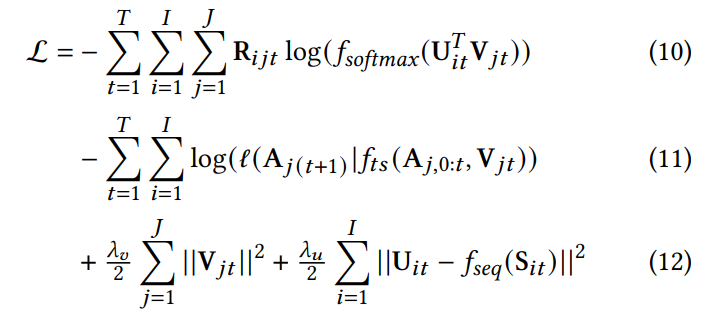 ℒ = − ∑_{t=1}^{T} ∑_{i=1}^{I} ∑_{j=1}^{J} R_{ijt} log(f_{softmax}(U_{it}^{T} V_{jt})) (10)
− ∑_{t=1}^{T} ∑_{i=1}^{I} log(ℓ(A_{j(t+1)}|f_{ts}(A_{j,0:t}, V_{jt})) (11)
+ λ_v/2 ∑_{j=1}^{J} ||V_{jt}||² + λ_u/2 ∑_{i=1}^{I} ||U_{it} − f_{seq}(S_{it})||² (12)